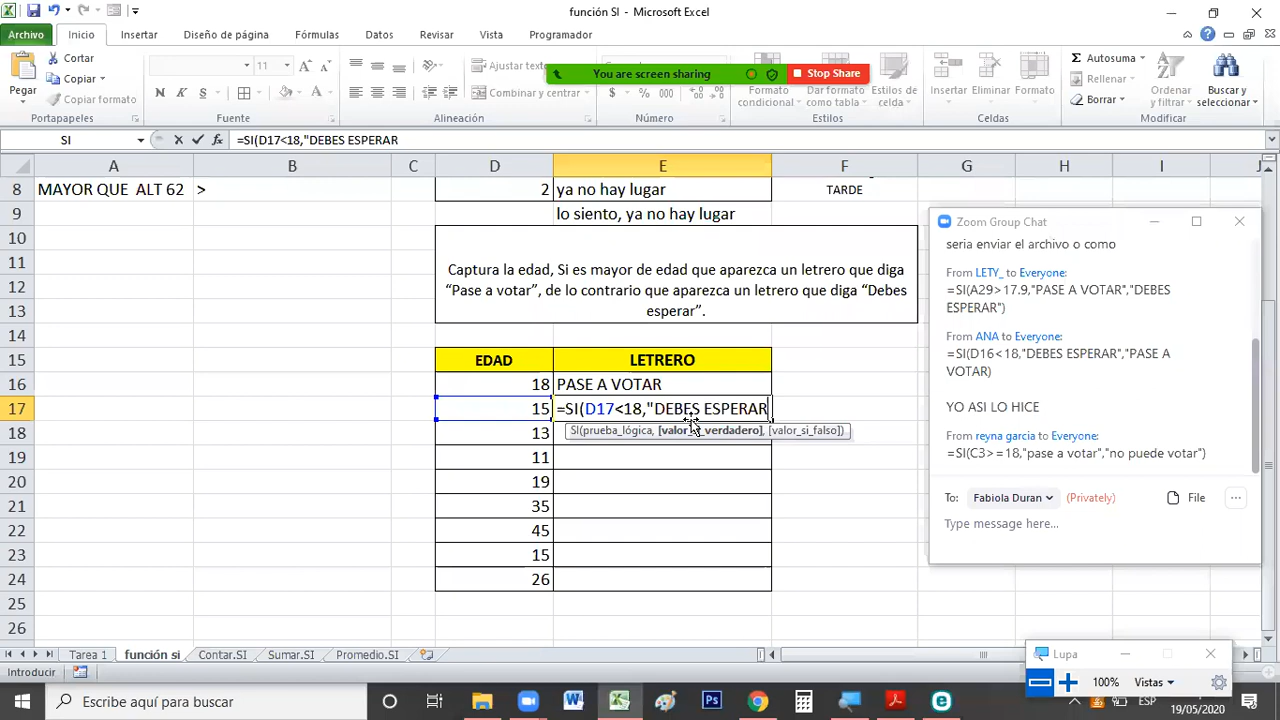 función SI - Microsoft Excel
Archivo Inicio Insertar Diseño de página Fórmulas Datos Revisar Vista Programador
Pegar
Cortar
Copiar
Copiar formato
Portapapeles
11
N K S
Fuente
Ajustar texto
Combinar y centrar
Alineación
You are screen sharing Stop Share
$ % 000
Número
Formato condicional
Dar formato como tabla
Estilos de celda
Estilos
Insertar Eliminar Formato
Celdas
Autosuma
Rellenar
Borrar
Ordenar y filtrar
Buscar y seleccionar
Modificar
SI =SI(D17<18,"DEBES ESPERAR
A B C D E F G H I J
8 MAYOR QUE ALT 62 > 2 ya no hay lugar TARDE
9 lo siento, ya no hay lugar
10
11 Captura la edad, Si es mayor de edad que aparezca un letrero que diga
12 “Pase a votar”, de lo contrario que aparezca un letrero que diga “Debes
13 esperar”.
14
15 EDAD LETRERO
16 18 PASE A VOTAR
17 15 =SI(D17<18,"DEBES ESPERAR
SI(prueba_lógica, [valor_si_verdadero], [valor_si_falso])
18 13
19 11
20 19
21 35
22 45
23 15
24 26
25
26
Zoom Group Chat
seria enviar el archivo o como
From LETY_ to Everyone:
=SI(A29>17.9,"PASE A VOTAR","DEBES
ESPERAR")
From ANA to Everyone:
=SI(D16<18,"DEBES ESPERAR","PASE A
VOTAR)
YO ASI LO HICE
From reyna garcia to Everyone:
=SI(C3>=18,"pase a votar","no puede votar")
To: Fabiola Duran (Privately) File
Type message here...
Tarea 1 función si Contar.SI Sumar.SI Promedio.SI
Introducir
Lupa
100% Vistas
Escribe aquí para buscar
ESP
19/05/2020